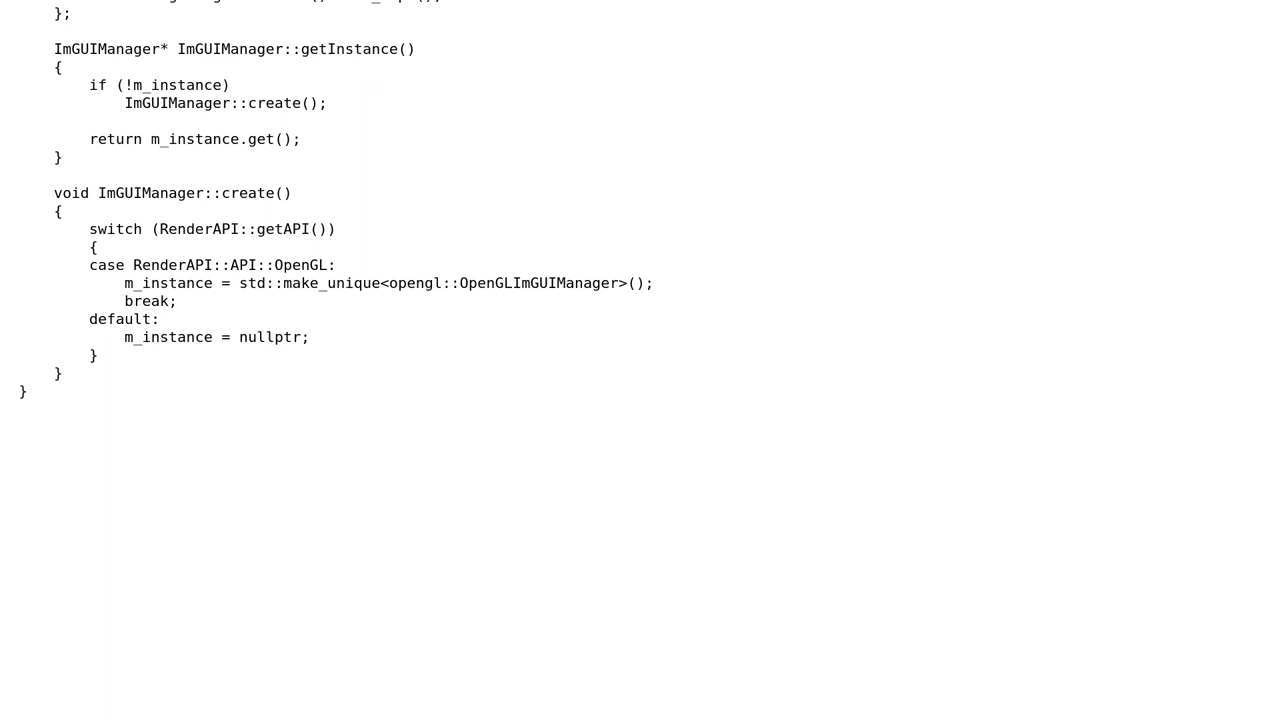 };
ImGUIManager* ImGUIManager::getInstance()
{
if (!m_instance)
ImGUIManager::create();
return m_instance.get();
}
void ImGUIManager::create()
{
switch (RenderAPI::getAPI())
{
case RenderAPI::API::OpenGL:
m_instance = std::make_unique<opengl::OpenGLImGUIManager>();
break;
default:
m_instance = nullptr;
}
}
}